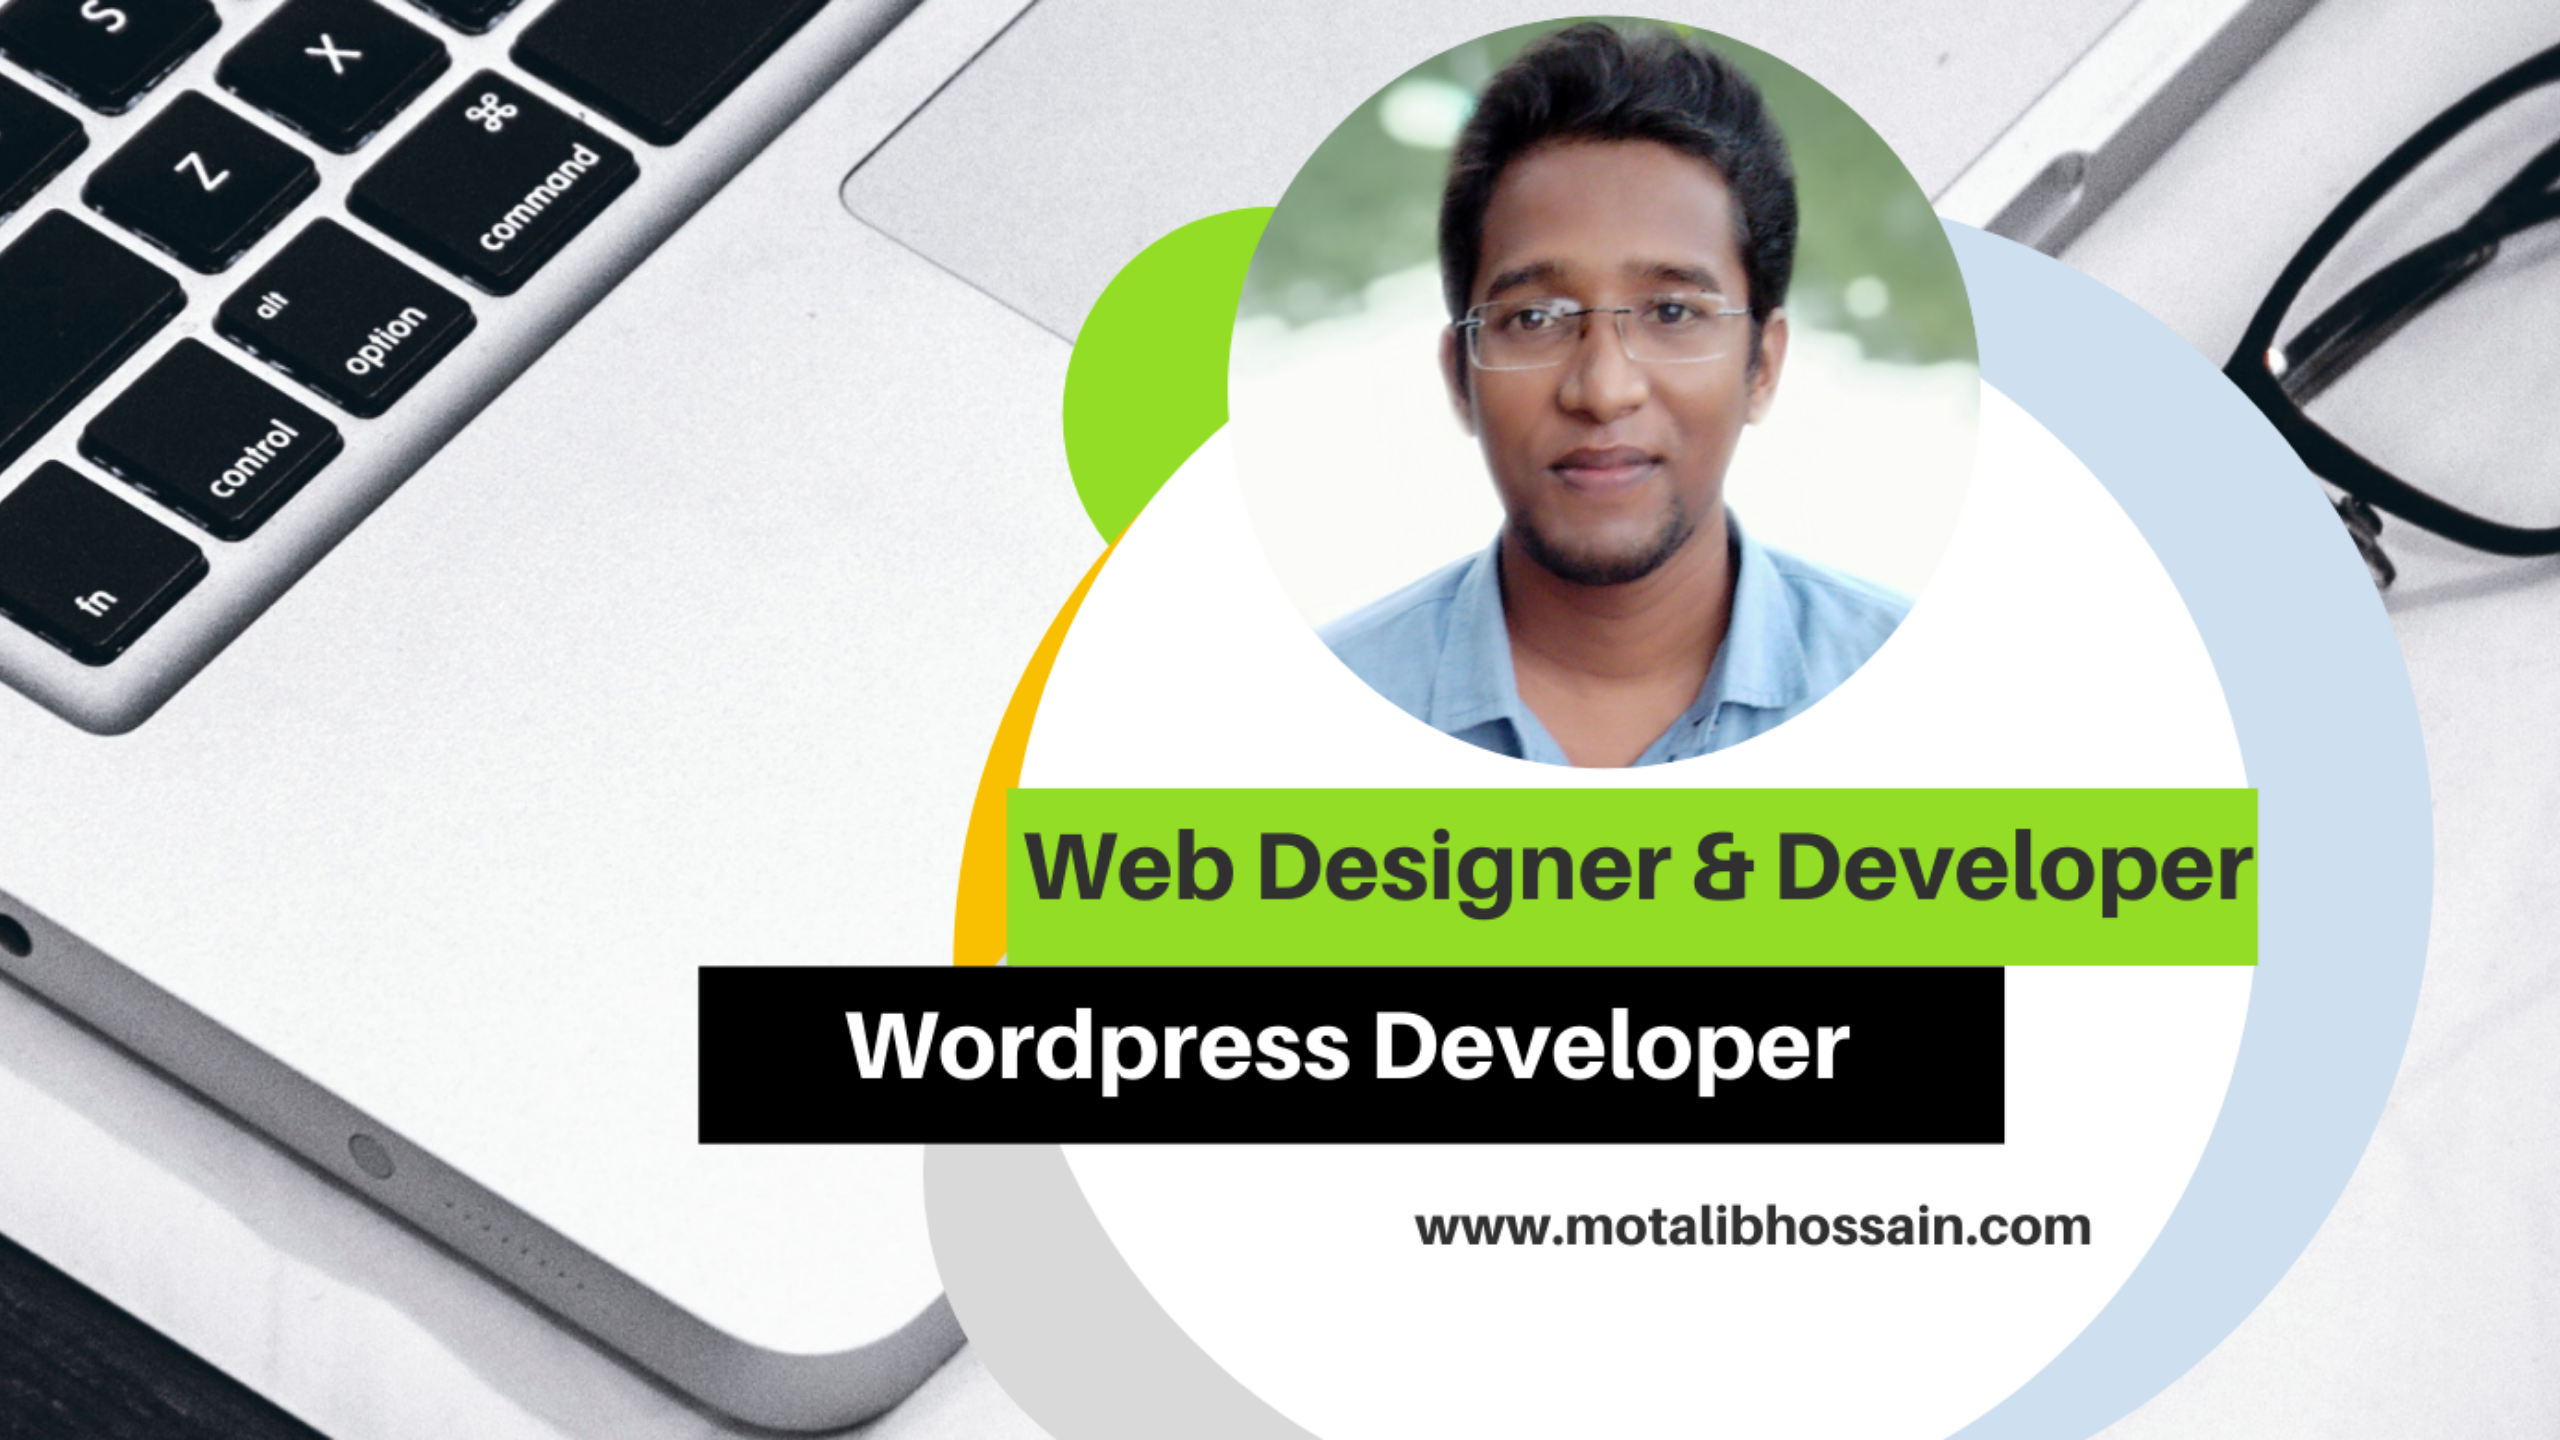 S
X
⌘
command
Z
alt
option
control
fn
Web Designer & Developer
Wordpress Developer
www.motalibhossain.com